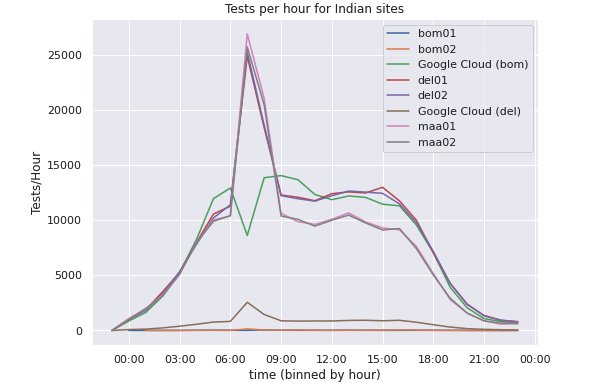 Tests per hour for Indian sites
bom01
bom02
Google Cloud (bom)
del01
del02
Google Cloud (del)
maa01
maa02
25000
20000
15000
10000
5000
0
Tests/Hour
00:00 03:00 06:00 09:00 12:00 15:00 18:00 21:00 00:00
time (binned by hour)